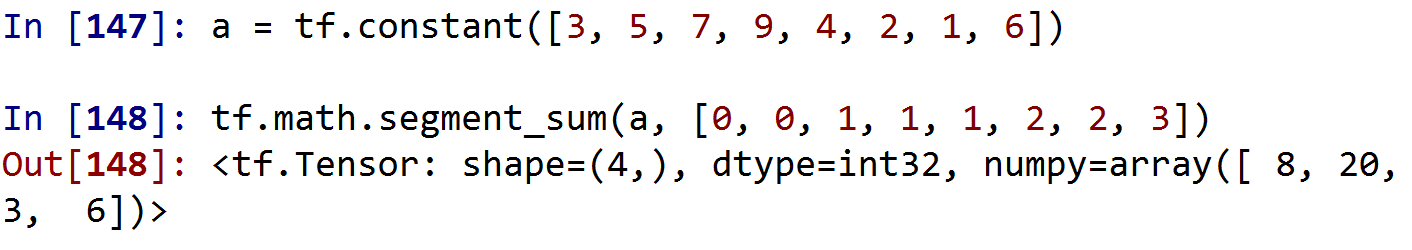 In [147]: a = tf.constant([3, 5, 7, 9, 4, 2, 1, 6])
In [148]: tf.math.segment_sum(a, [0, 0, 1, 1, 1, 2, 2, 3])
Out[148]: <tf.Tensor: shape=(4,), dtype=int32, numpy=array([ 8, 20,
3,  6])>